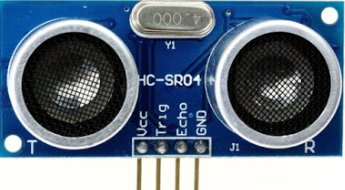 4.000
Y1
HC-SR04
Vcc
Trig
Echo
GND
T
J1
R